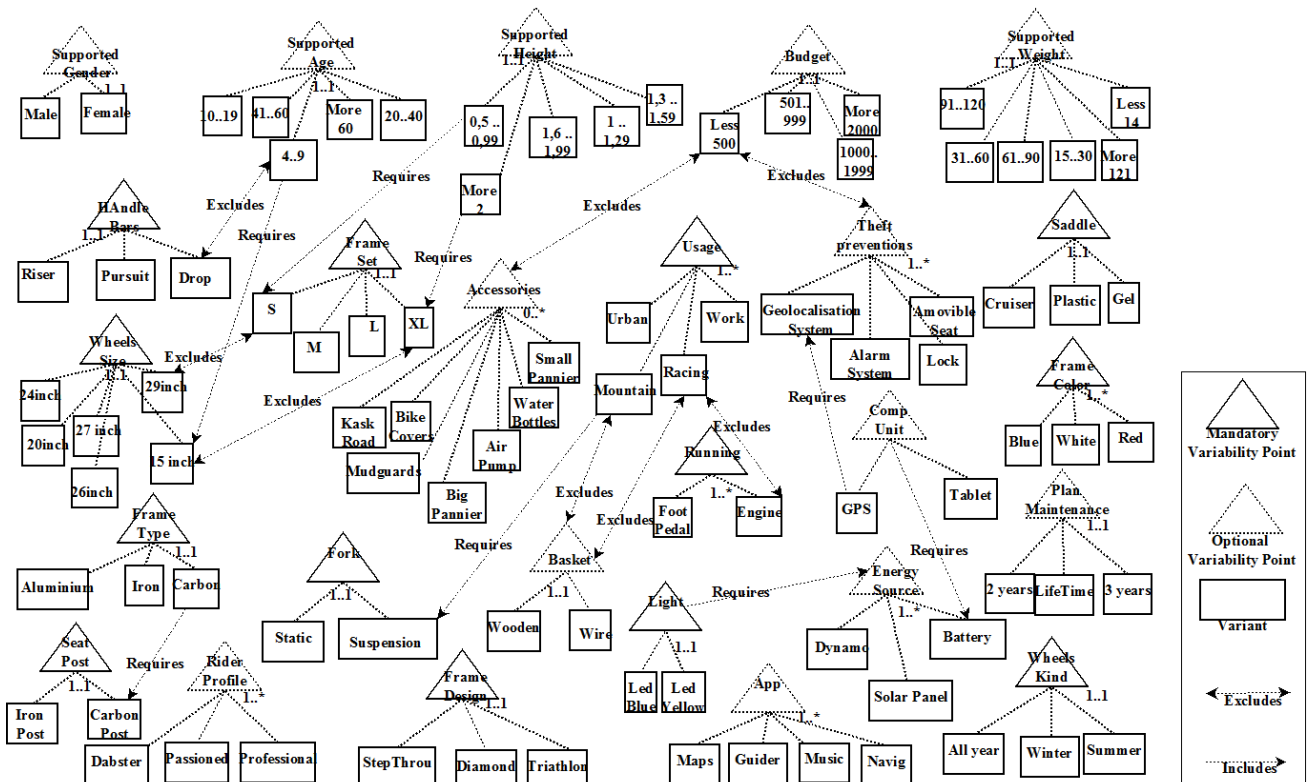 Supported
Gender
1..1
Male
Female
Supported
Age
1..1
10..19
41..60
More
60
20..40
4..9
Supported
Height
1..1
0,5 ..
0,99
1,6 ..
1,99
1 ..
1,29
1,3 ..
1,59
More
2
Budget
1..1
Less
500
501..
999
More
2000
1000..
1999
Supported
Weight
1..1
91..120
Less
14
31..60
61..90
15..30
More
121
Excludes
Requires
Requires
Requires
Excludes
Excludes
HAndle
Bars
1..1
Riser
Pursuit
Drop
Frame
Set
1..1
S
M
L
XL
Accessories
0..*
Small
Pannier
Water
Bottles
Kask
Road
Bike
Covers
Mudguards
Air
Pump
Big
Pannier
Usage
1..*
Urban
Work
Mountain
Racing
Theft
preventions
1..*
Geolocalisation
System
Amovible
Seat
Alarm
System
Lock
Saddle
1..1
Cruiser
Plastic
Gel
Wheels
Size
1..1
24inch
29inch
20inch
27 inch
15 inch
26inch
Excludes
Excludes
Frame
Color
1..*
Blue
White
Red
Requires
Comp
Unit
GPS
Tablet
Excludes
Running
1..*
Foot
Pedal
Engine
Plan
Maintenance
1..1
2 years
LifeTime
3 years
Frame
Type
1..1
Aluminium
Iron
Carbon
Fork
1..1
Static
Suspension
Excludes
Excludes
Requires
Basket
1..1
Wooden
Wire
Requires
Light
1..1
Led
Blue
Led
Yellow
Requires
Energy
Source
1..*
Dynamo
Battery
Solar Panel
Seat
Post
1..1
Iron
Post
Carbon
Post
Requires
Rider
Profile
1..*
Dabster
Passioned
Professional
Frame
Design
1..1
StepThrou
Diamond
Triathlon
App
1..*
Maps
Guider
Music
Navig
Wheels
Kind
1..1
All year
Winter
Summer
Mandatory
Variability Point
Optional
Variability Point
Variant
Excludes
Includes